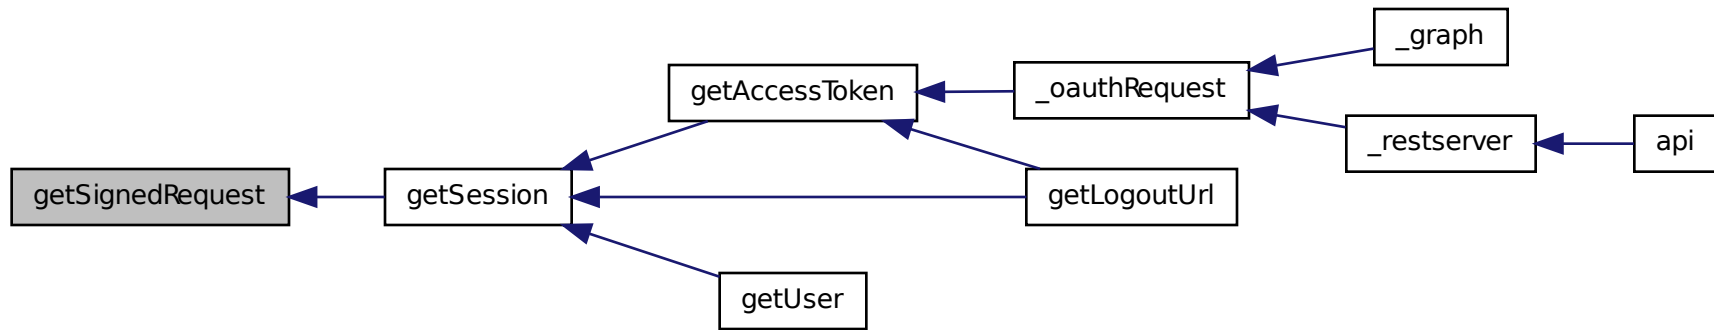 _graph
getAccessToken
_oauthRequest
_restserver
api
getSignedRequest
getSession
getLogoutUrl
getUser